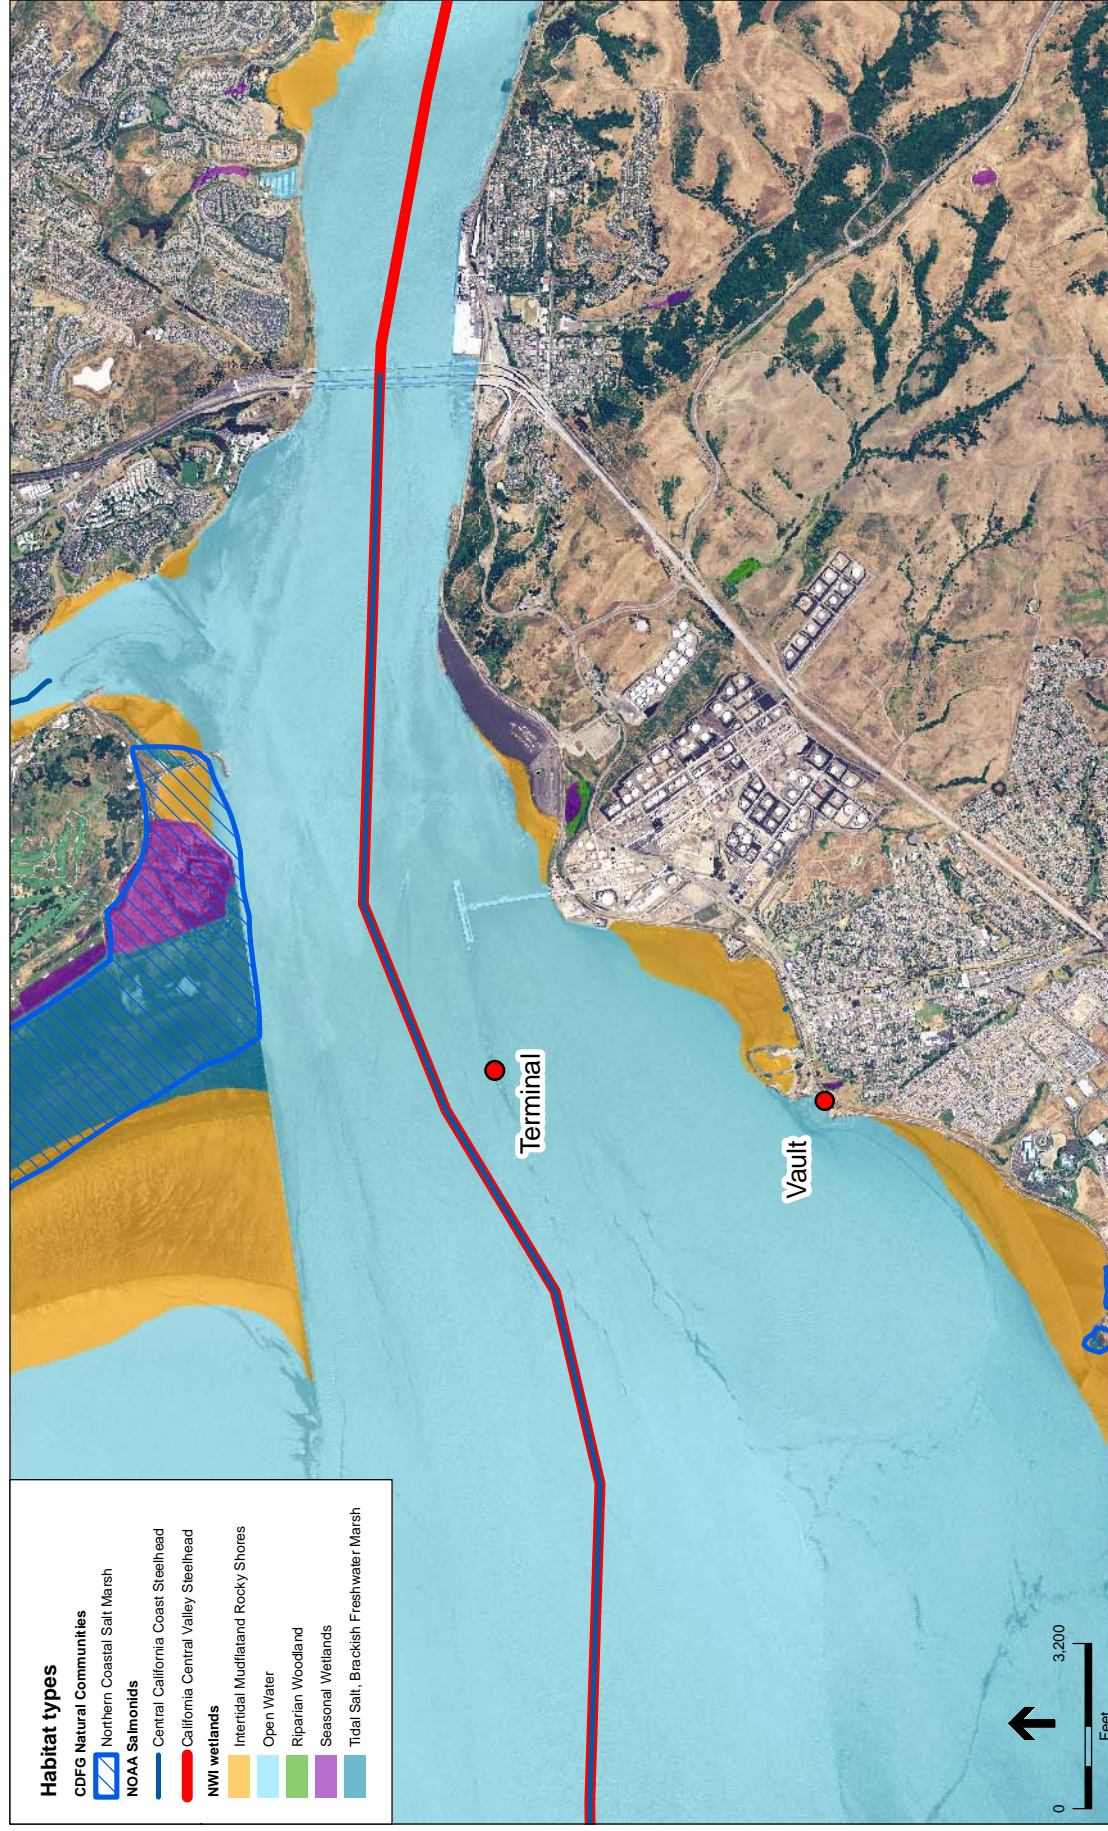 Habitat types
CDFG Natural Communities
Northern Coastal Salt Marsh
NOAA Salmonids
Central California Coast Steelhead
California Central Valley Steelhead
NWI wetlands
Intertidal Mudflatand Rocky Shores
Open Water
Riparian Woodland
Seasonal Wetlands
Tidal Salt, Brackish Freshwater Marsh
Terminal
Vault
0 3,200
Feet